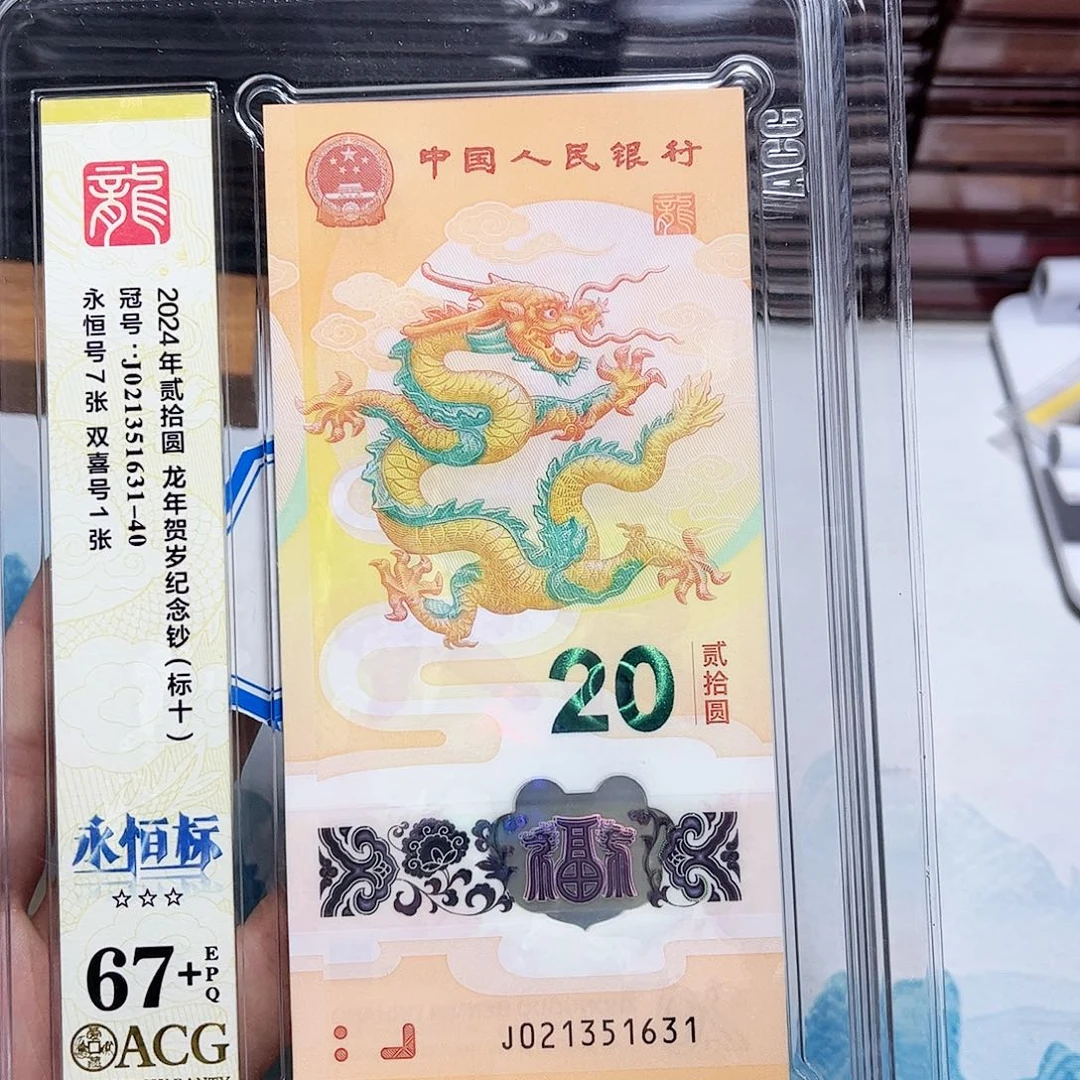 龍
2024年贰拾圆 龙年贺岁纪念钞(标十)
冠号:J021351631-40
永恒号7张 双喜号1张
永恒标
☆☆☆
67+
EPQ
ACG
ACG
中国人民银行
龍
20
贰拾圆
福
J021351631